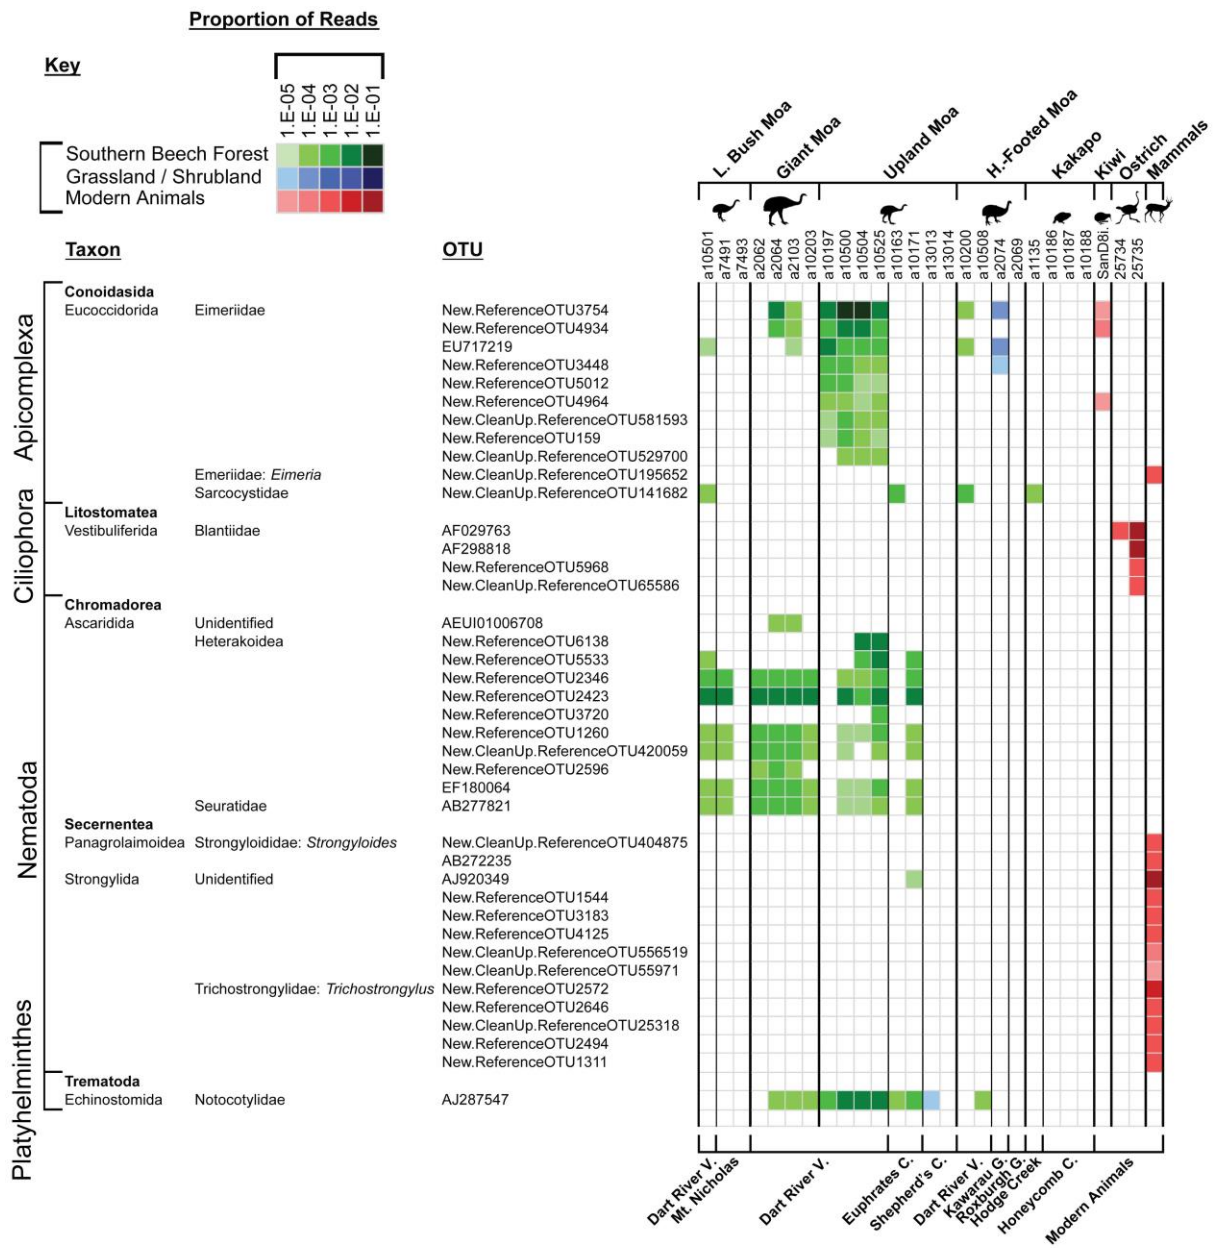 Proportion of Reads
Key
1.E-05
1.E-04
1.E-03
1.E-02
1.E-01
Southern Beech Forest
Grassland / Shrubland
Modern Animals
L. Bush Moa
Giant Moa
Upland Moa
H.-Footed Moa
Kakapo
Kiwi
Ostrich
Mammals
a10501
a7491
a7493
a2062
a2064
a2103
a10203
a10197
a10500
a10504
a10525
a10163
a10171
a13013
a13014
a10200
a10508
a2074
a2069
a1135
a10186
a10187
a10188
SanD8i.
25734
25735
Taxon
OTU
Apicomplexa
Conoidasida
Eucoccidorida Eimeriidae New.ReferenceOTU3754
New.ReferenceOTU4934
EU717219
New.ReferenceOTU3448
New.ReferenceOTU5012
New.ReferenceOTU4964
New.CleanUp.ReferenceOTU581593
New.ReferenceOTU159
New.CleanUp.ReferenceOTU529700
Emeriidae: Eimeria New.CleanUp.ReferenceOTU195652
Sarcocystidae New.CleanUp.ReferenceOTU141682
Ciliophora
Litostomatea
Vestibuliferida Blantiidae AF029763
AF298818
New.ReferenceOTU5968
New.CleanUp.ReferenceOTU65586
Nematoda
Chromadorea
Ascaridida Unidentified AEUI01006708
Heterakoidea New.ReferenceOTU6138
New.ReferenceOTU5533
New.ReferenceOTU2346
New.ReferenceOTU2423
New.ReferenceOTU3720
New.ReferenceOTU1260
New.CleanUp.ReferenceOTU420059
New.ReferenceOTU2596
EF180064
Seuratidae AB277821
Secernentea
Panagrolaimoidea Strongyloididae: Strongyloides New.CleanUp.ReferenceOTU404875
AB272235
Strongylida Unidentified AJ920349
New.ReferenceOTU1544
New.ReferenceOTU3183
New.ReferenceOTU4125
New.CleanUp.ReferenceOTU556519
New.CleanUp.ReferenceOTU55971
Trichostrongylidae: Trichostrongylus New.ReferenceOTU2572
New.ReferenceOTU2646
New.CleanUp.ReferenceOTU25318
New.ReferenceOTU2494
New.ReferenceOTU1311
Platyhelminthes
Trematoda
Echinostomida Notocotylidae AJ287547
Dart River V.
Mt. Nicholas
Dart River V.
Euphrates C.
Shepherd's C.
Dart River V.
Kawarau G.
Roxburgh G.
Hodge Creek
Honeycomb C.
Modern Animals